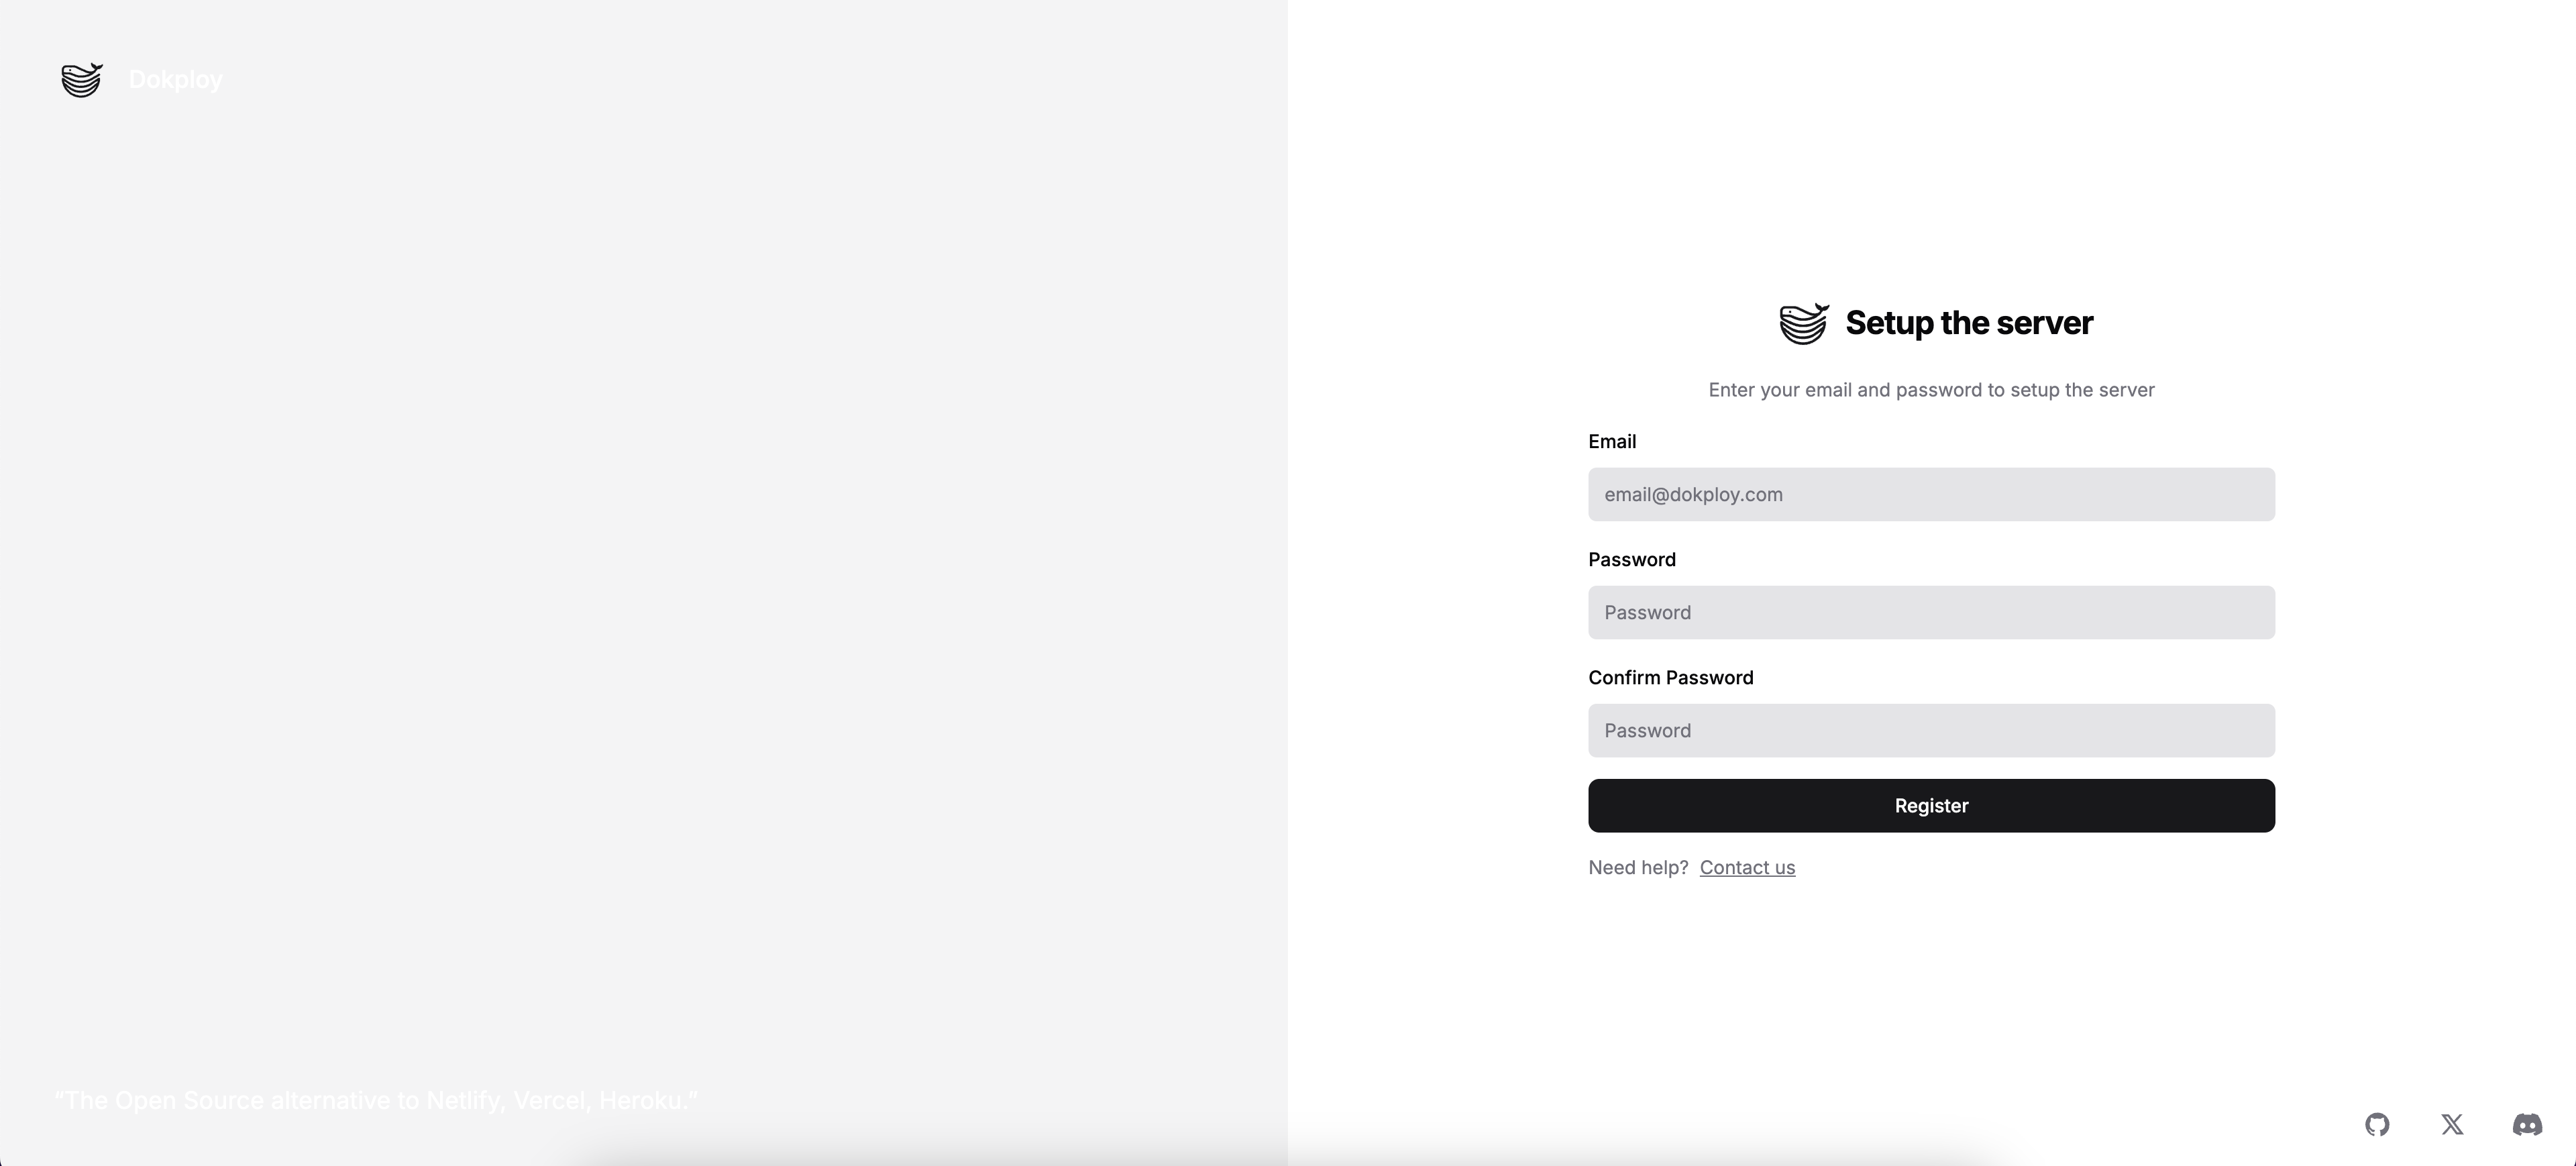 Dokploy
“The Open Source alternative to Netlify, Vercel, Heroku.”
Setup the server
Enter your email and password to setup the server
Email
email@dokploy.com
Password
Password
Confirm Password
Password
Register
Need help? Contact us